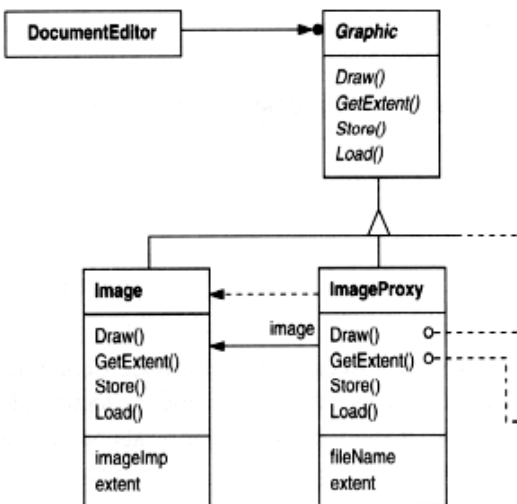 DocumentEditor
Graphic
Draw()
GetExtent()
Store()
Load()
Image
Draw()
GetExtent()
Store()
Load()
imageImp
extent
image
ImageProxy
Draw()
GetExtent()
Store()
Load()
fileName
extent